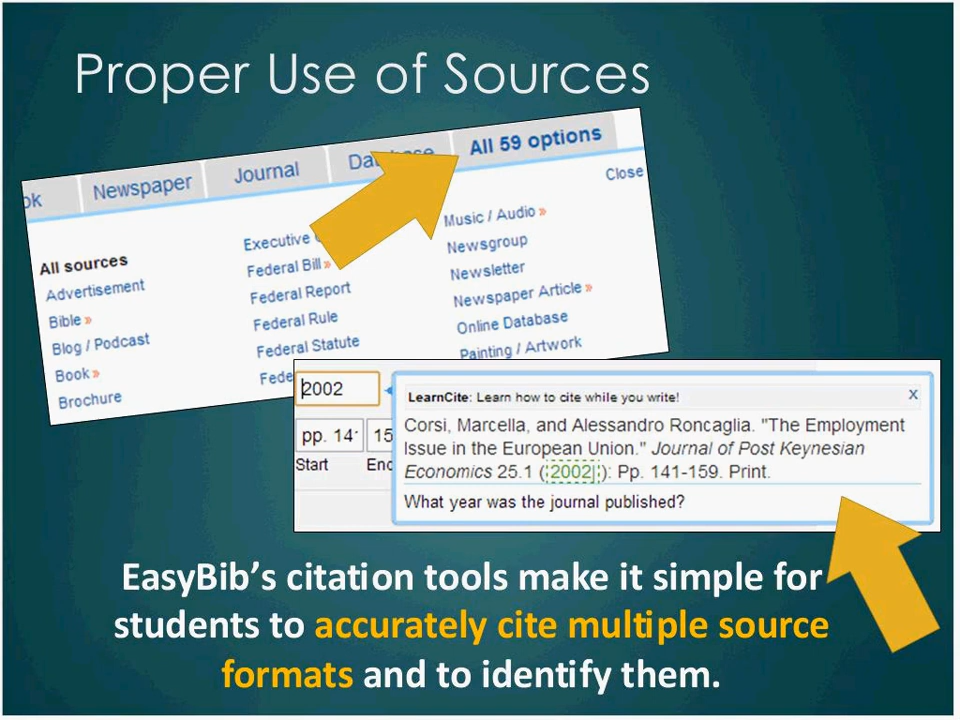 Proper Use of Sources
Newspaper Journal All 59 options
Close
All sources
Advertisement
Bible »
Blog / Podcast
Book »
Brochure
Executive
Federal Bill »
Federal Report
Federal Rule
Federal Statute
Music / Audio »
Newsgroup
Newsletter
Newspaper Article »
Online Database
Painting / Artwork
2002
pp. 14 15
Start
LearnCite: Learn how to cite while you write! X
Corsi, Marcella, and Alessandro Roncaglia. "The Employment
Issue in the European Union." Journal of Post Keynesian
Economics 25.1 (2002): Pp. 141-159. Print.
What year was the journal published?
EasyBib's citation tools make it simple for
students to accurately cite multiple source
formats and to identify them.